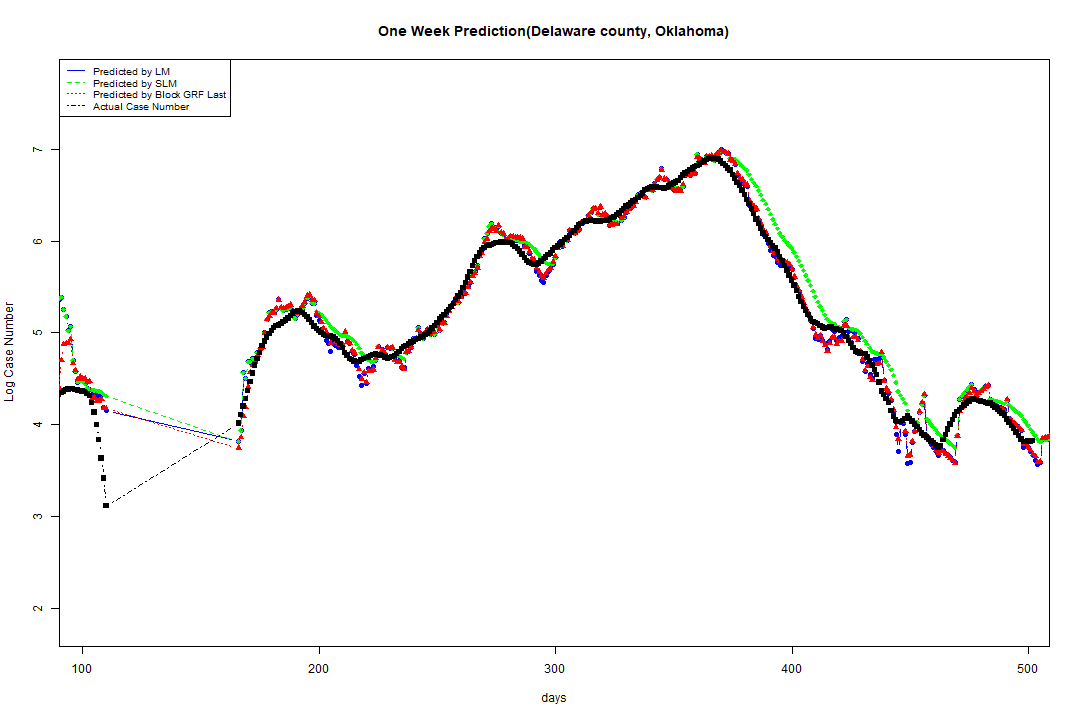 One Week Prediction(Delaware county, Oklahoma)
Predicted by LM
Predicted by SLM
Predicted by Block GRF Last
Actual Case Number
7
6
5
4
3
2
Log Case Number
100 200 300 400 500
days